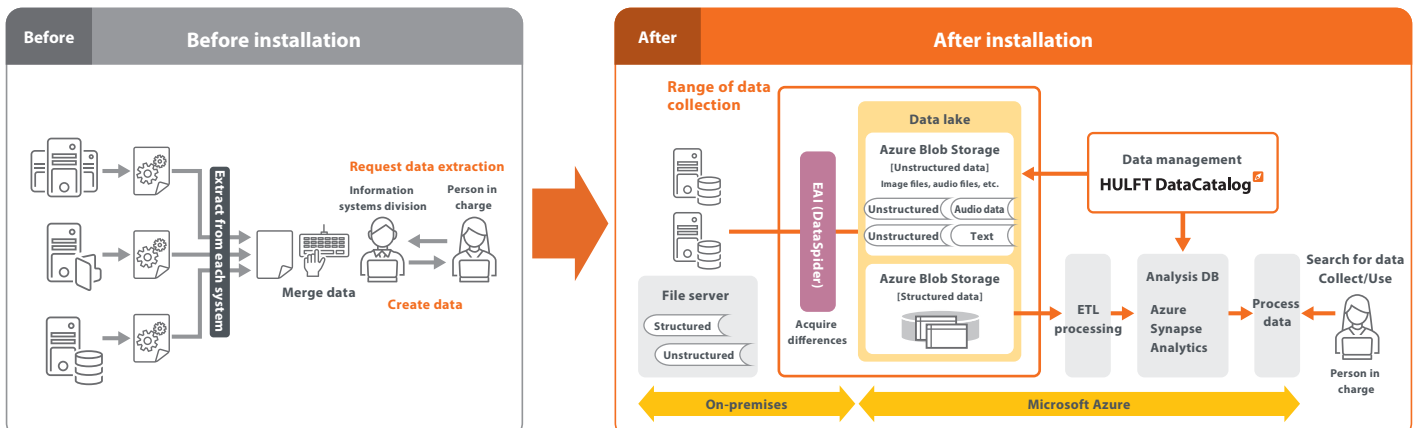 Before
Before installation
Extract from each system
Merge data
Request data extraction
Information
systems division
Person in
charge
Create data
After
After installation
Range of data
collection
File server
Structured
Unstructured
EAI (DataSpider)
Acquire
differences
Data lake
Azure Blob Storage
[Unstructured data]
Image files, audio files, etc.
Unstructured
Audio data
Unstructured
Text
Azure Blob Storage
[Structured data]
Data management
HULFT DataCatalog
ETL
processing
Analysis DB
Azure
Synapse
Analytics
Process
data
Search for data
Collect/Use
Person in
charge
On-premises
Microsoft Azure